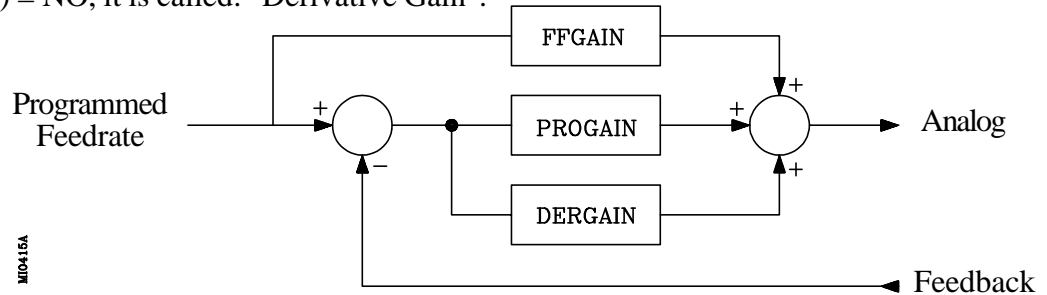 ) = NO, it is called: "Derivative Gain".
FFGAIN
+
Programmed
Feedrate
+
PROGAIN
+
Analog
−
+
DERGAIN
MI0415A
Feedback